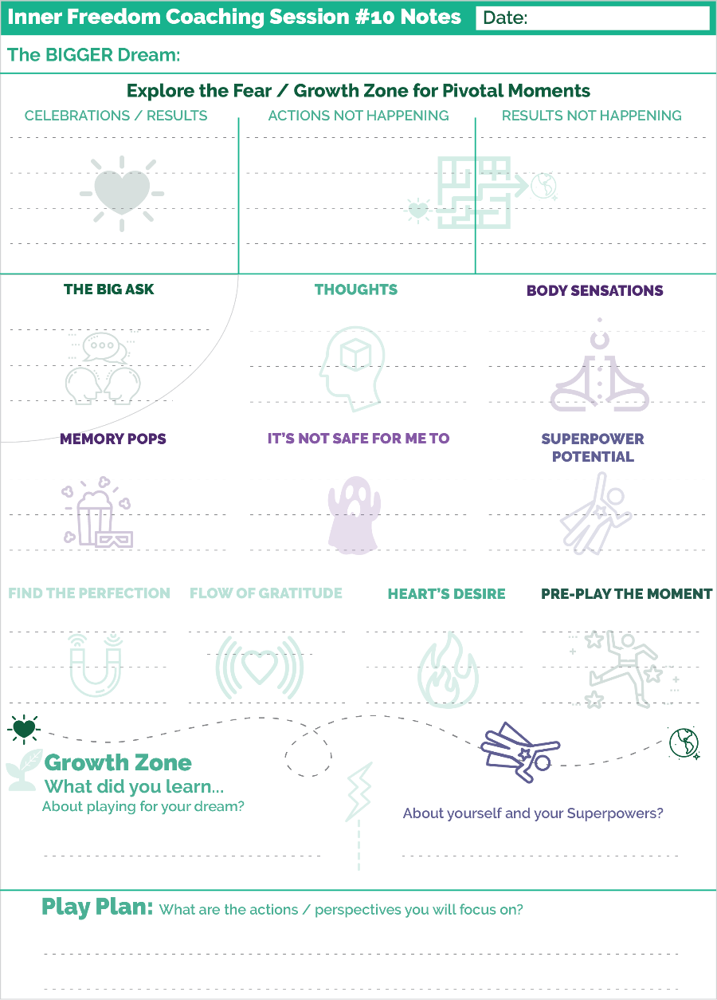 Inner Freedom Coaching Session #10 Notes
Date:
The BIGGER Dream:
Explore the Fear / Growth Zone for Pivotal Moments
CELEBRATIONS / RESULTS
ACTIONS NOT HAPPENING
RESULTS NOT HAPPENING
THE BIG ASK
THOUGHTS
BODY SENSATIONS
MEMORY POPS
IT'S NOT SAFE FOR ME TO
SUPERPOWER
POTENTIAL
FIND THE PERFECTION
FLOW OF GRATITUDE
HEART'S DESIRE
PRE-PLAY THE MOMENT
Growth Zone
What did you learn...
About playing for your dream?
About yourself and your Superpowers?
Play Plan: What are the actions / perspectives you will focus on?